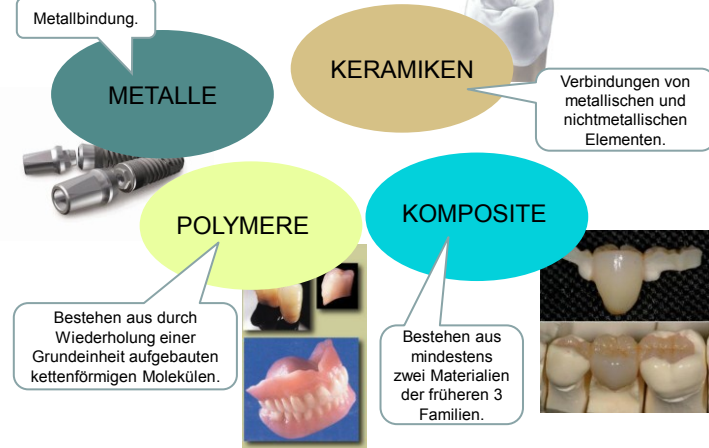 Metallbindung.
METALLE
KERAMIKEN
Verbindungen von
metallischen und
nichtmetallischen
Elementen.
POLYMERE
KOMPOSITE
Bestehen aus durch
Wiederholung einer
Grundeinheit aufgebauten
kettenförmigen Molekülen.
Bestehen aus
mindestens
zwei Materialien
der früheren 3
Familien.